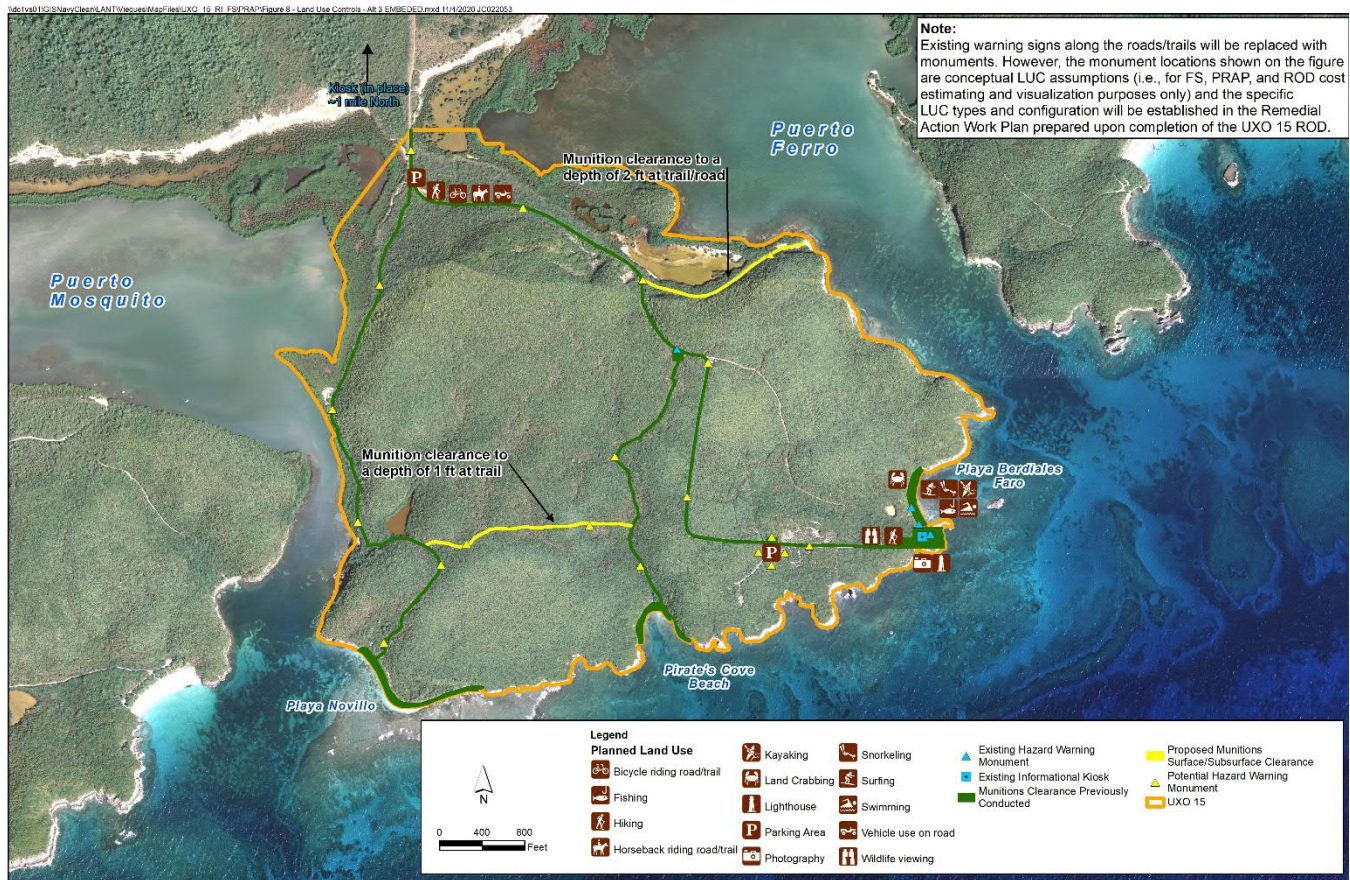 \\dc1vs01\GISNavyClean\LANT\Vieques\MapFiles\UXO_15_RI_FS\PRAP\Figure 8 - Land Use Controls - Alt 3 EMBEDED.mxd 11/4/2020 JC022053
Note:
Existing warning signs along the roads/trails will be replaced with
monuments. However, the monument locations shown on the figure
are conceptual LUC assumptions (i.e., for FS, PRAP, and ROD cost
estimating and visualization purposes only) and the specific
LUC types and configuration will be established in the Remedial
Action Work Plan prepared upon completion of the UXO 15 ROD.
Kiosk (in-place)
~1 mile North
Puerto
Ferro
Munition clearance to a
depth of 2 ft at trail/road
P
Puerto
Mosquito
Munition clearance to
a depth of 1 ft at trail
Playa Berdiales
Faro
P
Pirate's Cove
Beach
Playa Novillo
Legend
Planned Land Use
Bicycle riding road/trail
Fishing
Hiking
Horseback riding road/trail
Kayaking
Land Crabbing
Lighthouse
P Parking Area
Photography
Snorkeling
Surfing
Swimming
Vehicle use on road
Wildlife viewing
Existing Hazard Warning
Monument
Existing Informational Kiosk
Munitions Clearance Previously
Conducted
Proposed Munitions
Surface/Subsurface Clearance
Potential Hazard Warning
Monument
UXO 15
N
0 400 800
Feet